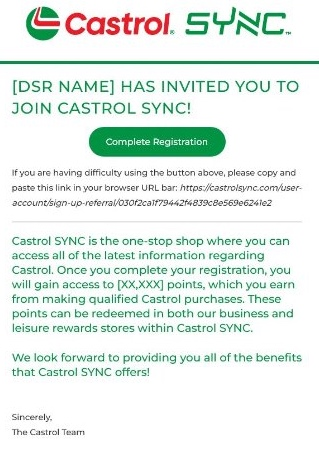 Castrol® SYNC™
[DSR NAME] HAS INVITED YOU TO
JOIN CASTROL SYNC!
Complete Registration
If you are having difficulty using the button above, please copy and
paste this link in your browser URL bar: https://castrolsync.com/user-
account/sign-up-referral/030f2ca1f79442f4839c8e569e6241e2
Castrol SYNC is the one-stop shop where you can
access all of the latest information regarding
Castrol. Once you complete your registration, you
will gain access to [XX,XXX] points, which you earn
from making qualified Castrol purchases. These
points can be redeemed in both our business and
leisure rewards stores within Castrol SYNC.
We look forward to providing you all of the benefits
that Castrol SYNC offers!
Sincerely,
The Castrol Team